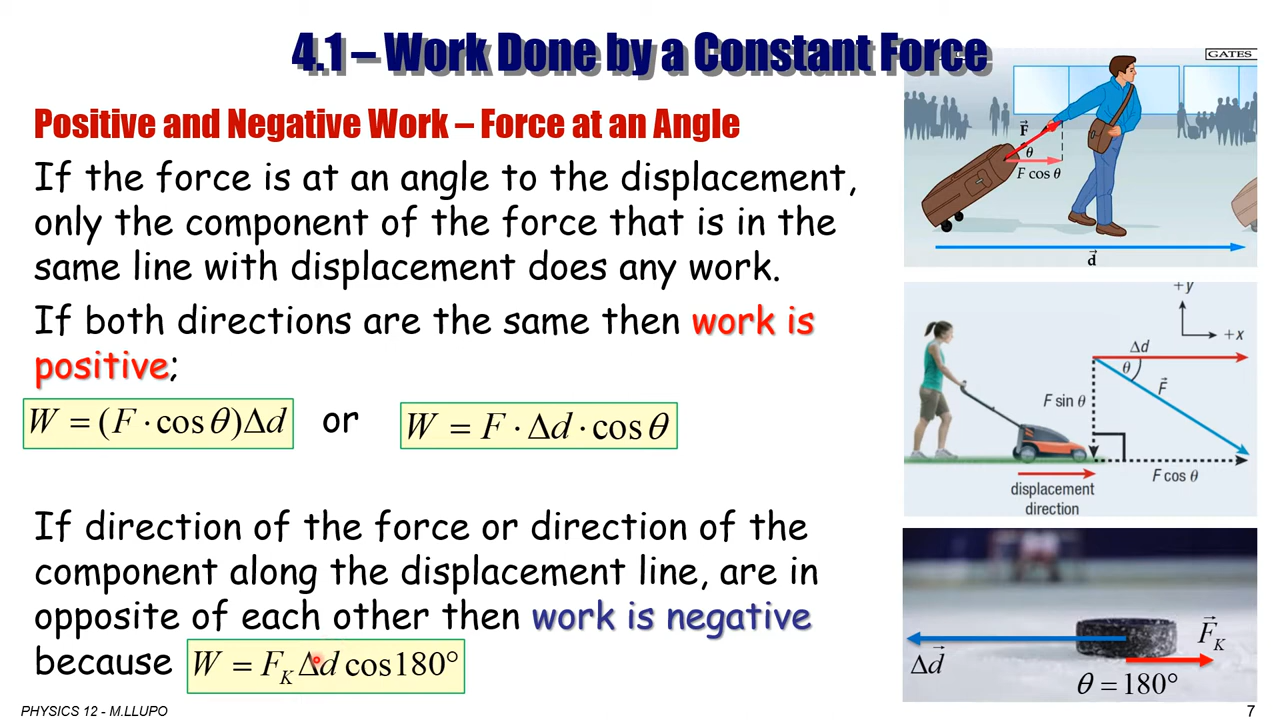 4.1 – Work Done by a Constant Force
Positive and Negative Work – Force at an Angle
If the force is at an angle to the displacement,
only the component of the force that is in the
same line with displacement does any work.
If both directions are the same then work is
positive;
W = (F · cos θ)Δd or W = F · Δd · cos θ
If direction of the force or direction of the
component along the displacement line, are in
opposite of each other then work is negative
because W = F_K Δd cos180°
GATES
F⃗
θ
F cos θ
d⃗
+y
+x
Δd
θ
F⃗
F sin θ
F cos θ
displacement
direction
F⃗_K
Δd⃗
θ = 180°
PHYSICS 12 - M.LLUPO
7